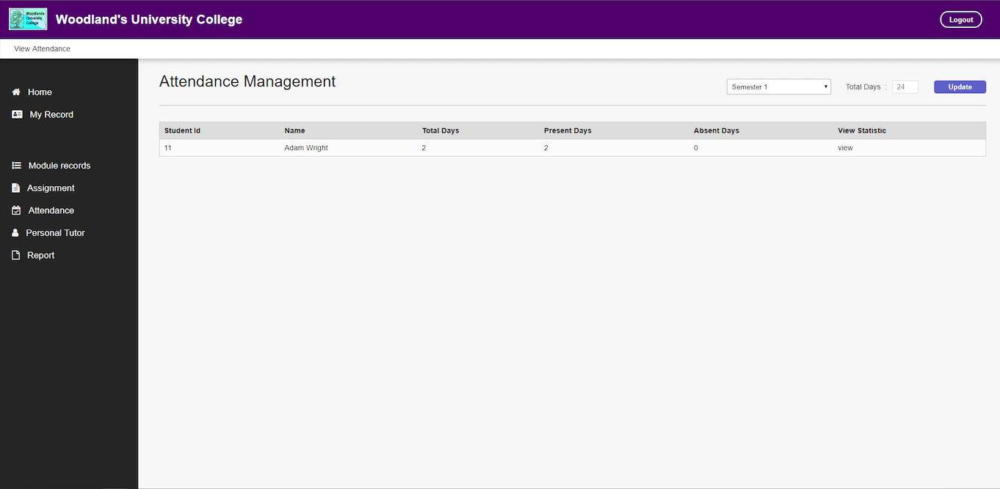 Woodlands
University
College
Woodland's University College
Logout
View Attendance
Home
My Record
Module records
Assignment
Attendance
Personal Tutor
Report
Attendance Management
Semester 1
Total Days : 24
Update
Student Id Name Total Days Present Days Absent Days View Statistic
11 Adam Wright 2 2 0 view